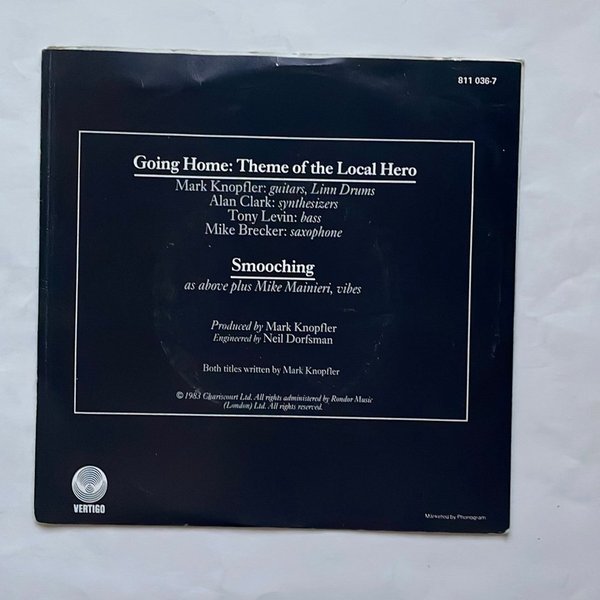 811 036-7
Going Home: Theme of the Local Hero
Mark Knopfler: guitars, Linn Drums
Alan Clark: synthesizers
Tony Levin: bass
Mike Brecker: saxophone
Smooching
as above plus Mike Mainieri, vibes
Produced by Mark Knopfler
Engineered by Neil Dorfsman
Both titles written by Mark Knopfler
© 1983 Chariscourt Ltd. All rights administered by Rondor Music
(London) Ltd. All rights reserved.
VERTIGO
Marketed by Phonogram